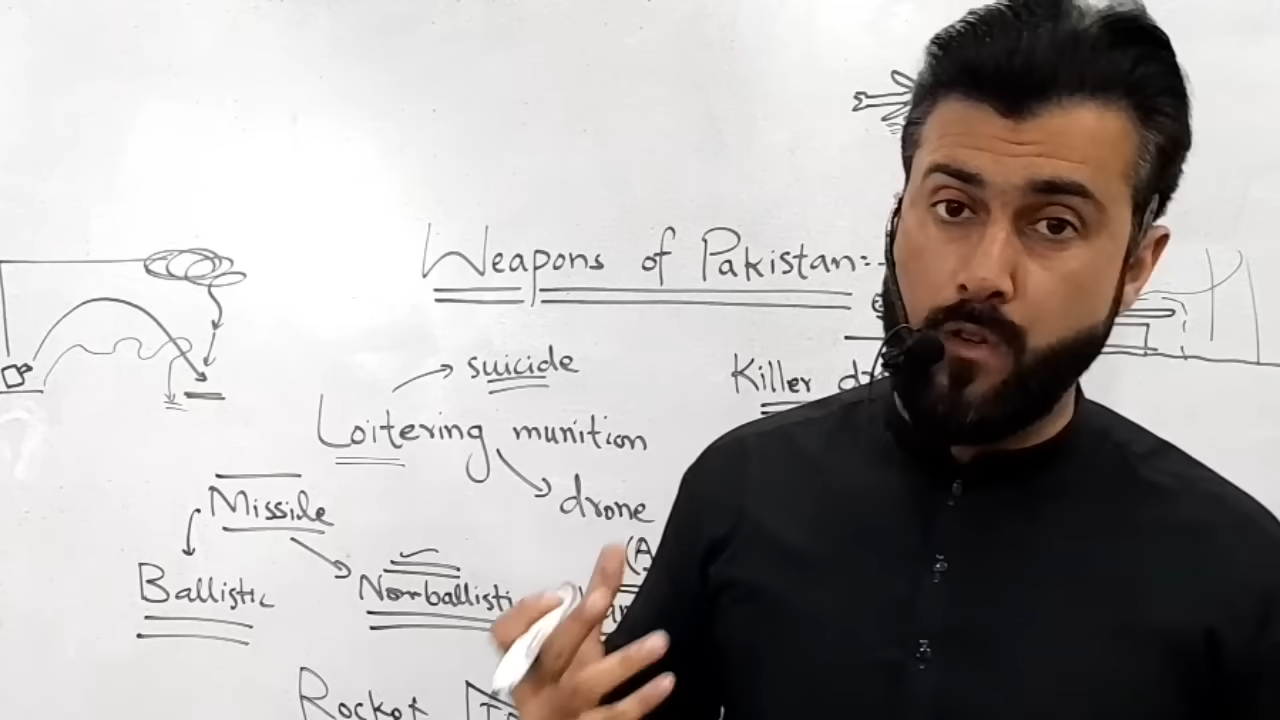 Weapons of Pakistan:-
suicide
Killer
Loitering munition
drone
Missile
(A
Ballistic
Nonballisti
Rocket